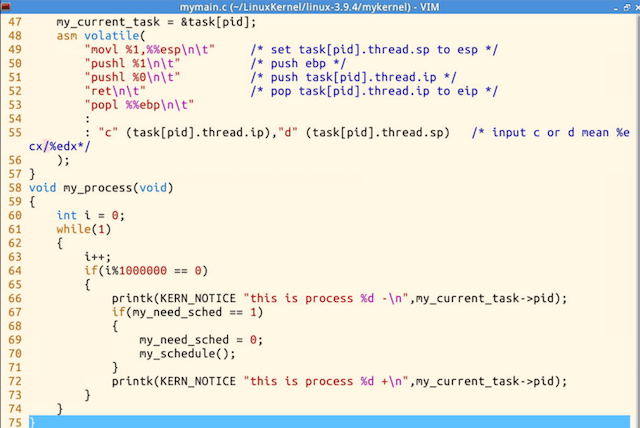 mymain.c (~/LinuxKernel/linux-3.9.4/mykernel) - VIM
47     my_current_task = &task[pid];
48     asm volatile(
49         "movl %1,%%esp\n\t"     /* set task[pid].thread.sp to esp */
50         "pushl %1\n\t"          /* push ebp */
51         "pushl %0\n\t"          /* push task[pid].thread.ip */
52         "ret\n\t"               /* pop task[pid].thread.ip to eip */
53         "popl %%ebp\n\t"
54         :
55         : "c" (task[pid].thread.ip),"d" (task[pid].thread.sp)   /* input c or d mean %e
cx/%edx*/
56     );
57 }
58 void my_process(void)
59 {
60     int i = 0;
61     while(1)
62     {
63         i++;
64         if(i%1000000 == 0)
65         {
66             printk(KERN_NOTICE "this is process %d -\n",my_current_task->pid);
67             if(my_need_sched == 1)
68             {
69                 my_need_sched = 0;
70                 my_schedule();
71             }
72             printk(KERN_NOTICE "this is process %d +\n",my_current_task->pid);
73         }
74     }
75 }